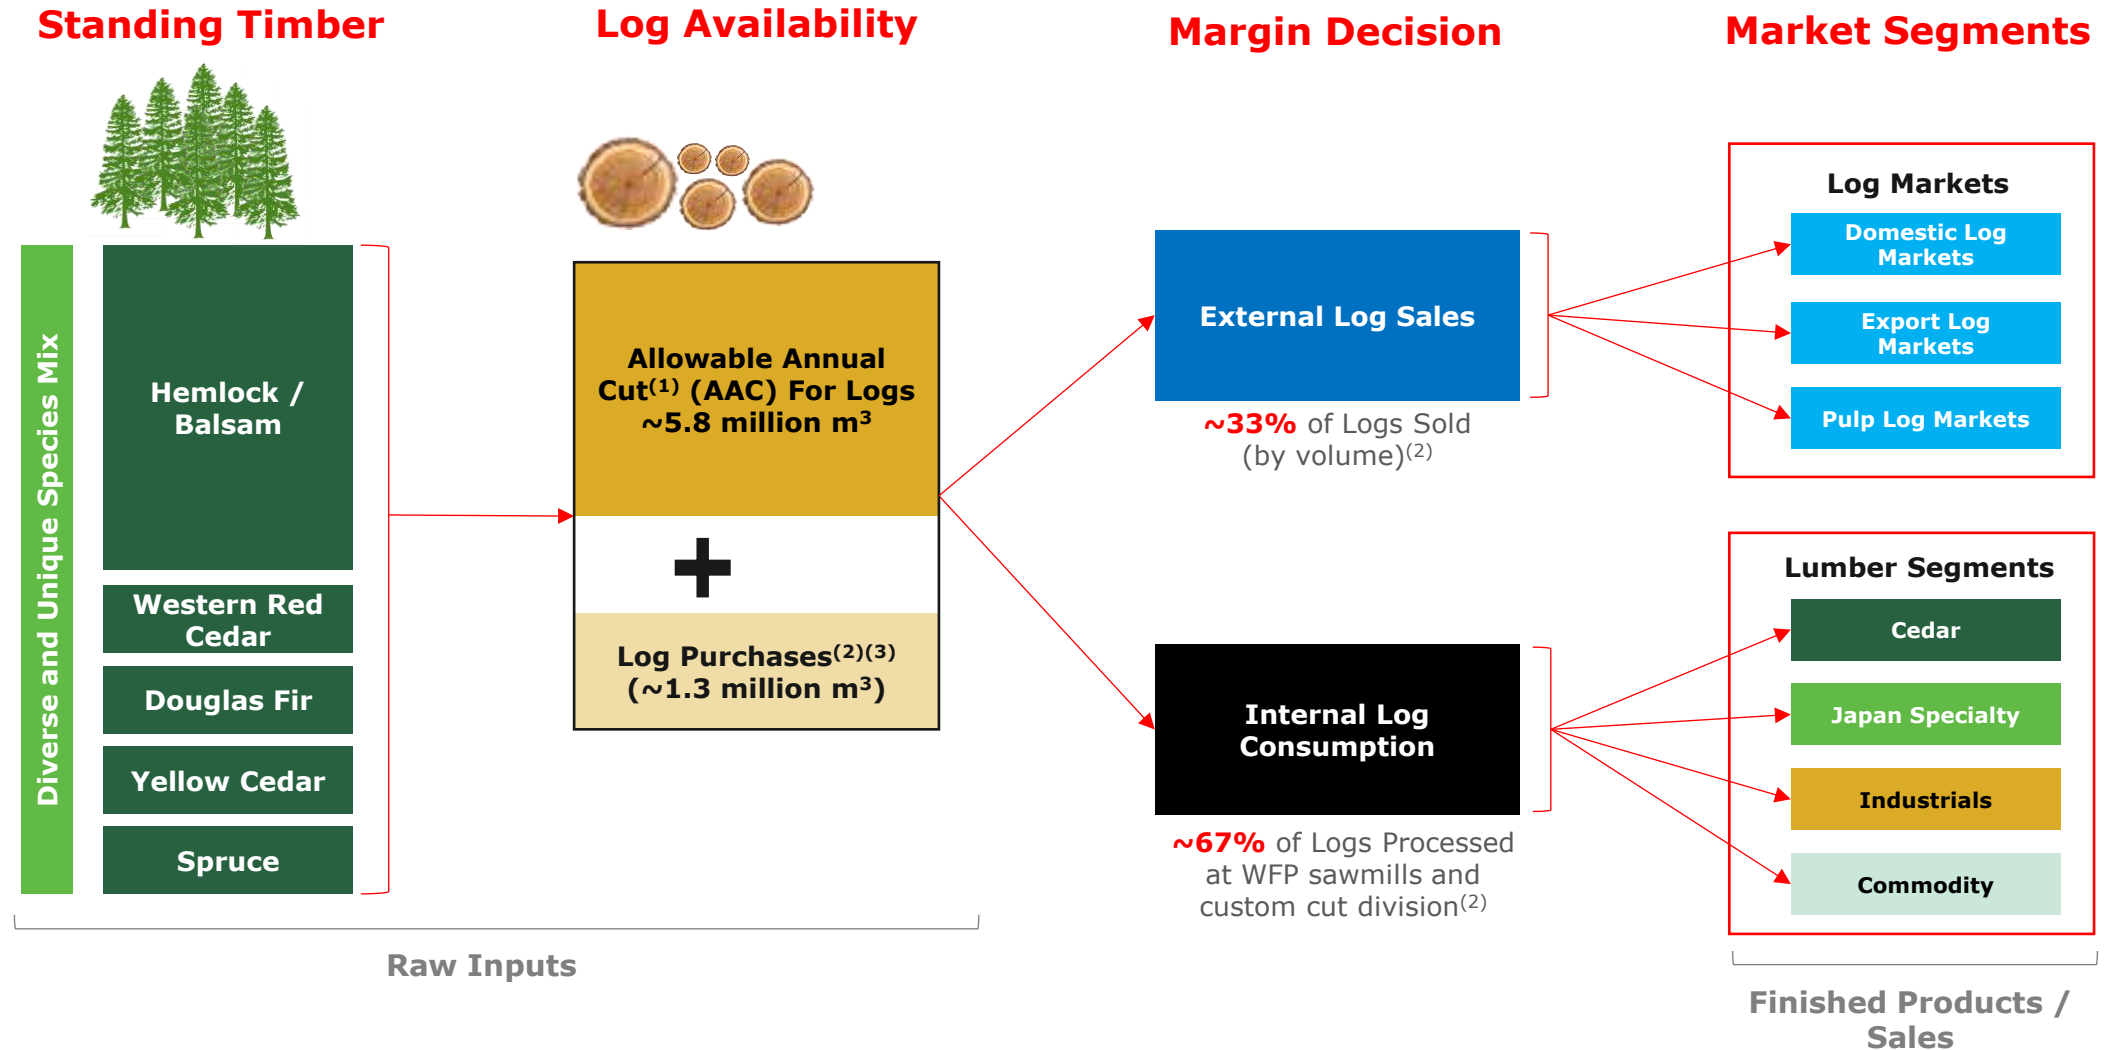 Standing Timber
Log Availability
Margin Decision
Market Segments
Diverse and Unique Species Mix
Hemlock /
Balsam
Western Red
Cedar
Douglas Fir
Yellow Cedar
Spruce
Raw Inputs
Allowable Annual
Cut(1) (AAC) For Logs
~5.8 million m³
+
Log Purchases(2)(3)
(~1.3 million m³)
External Log Sales
~33% of Logs Sold
(by volume)(2)
Internal Log
Consumption
~67% of Logs Processed
at WFP sawmills and
custom cut division(2)
Log Markets
Domestic Log
Markets
Export Log
Markets
Pulp Log Markets
Lumber Segments
Cedar
Japan Specialty
Industrials
Commodity
Finished Products /
Sales